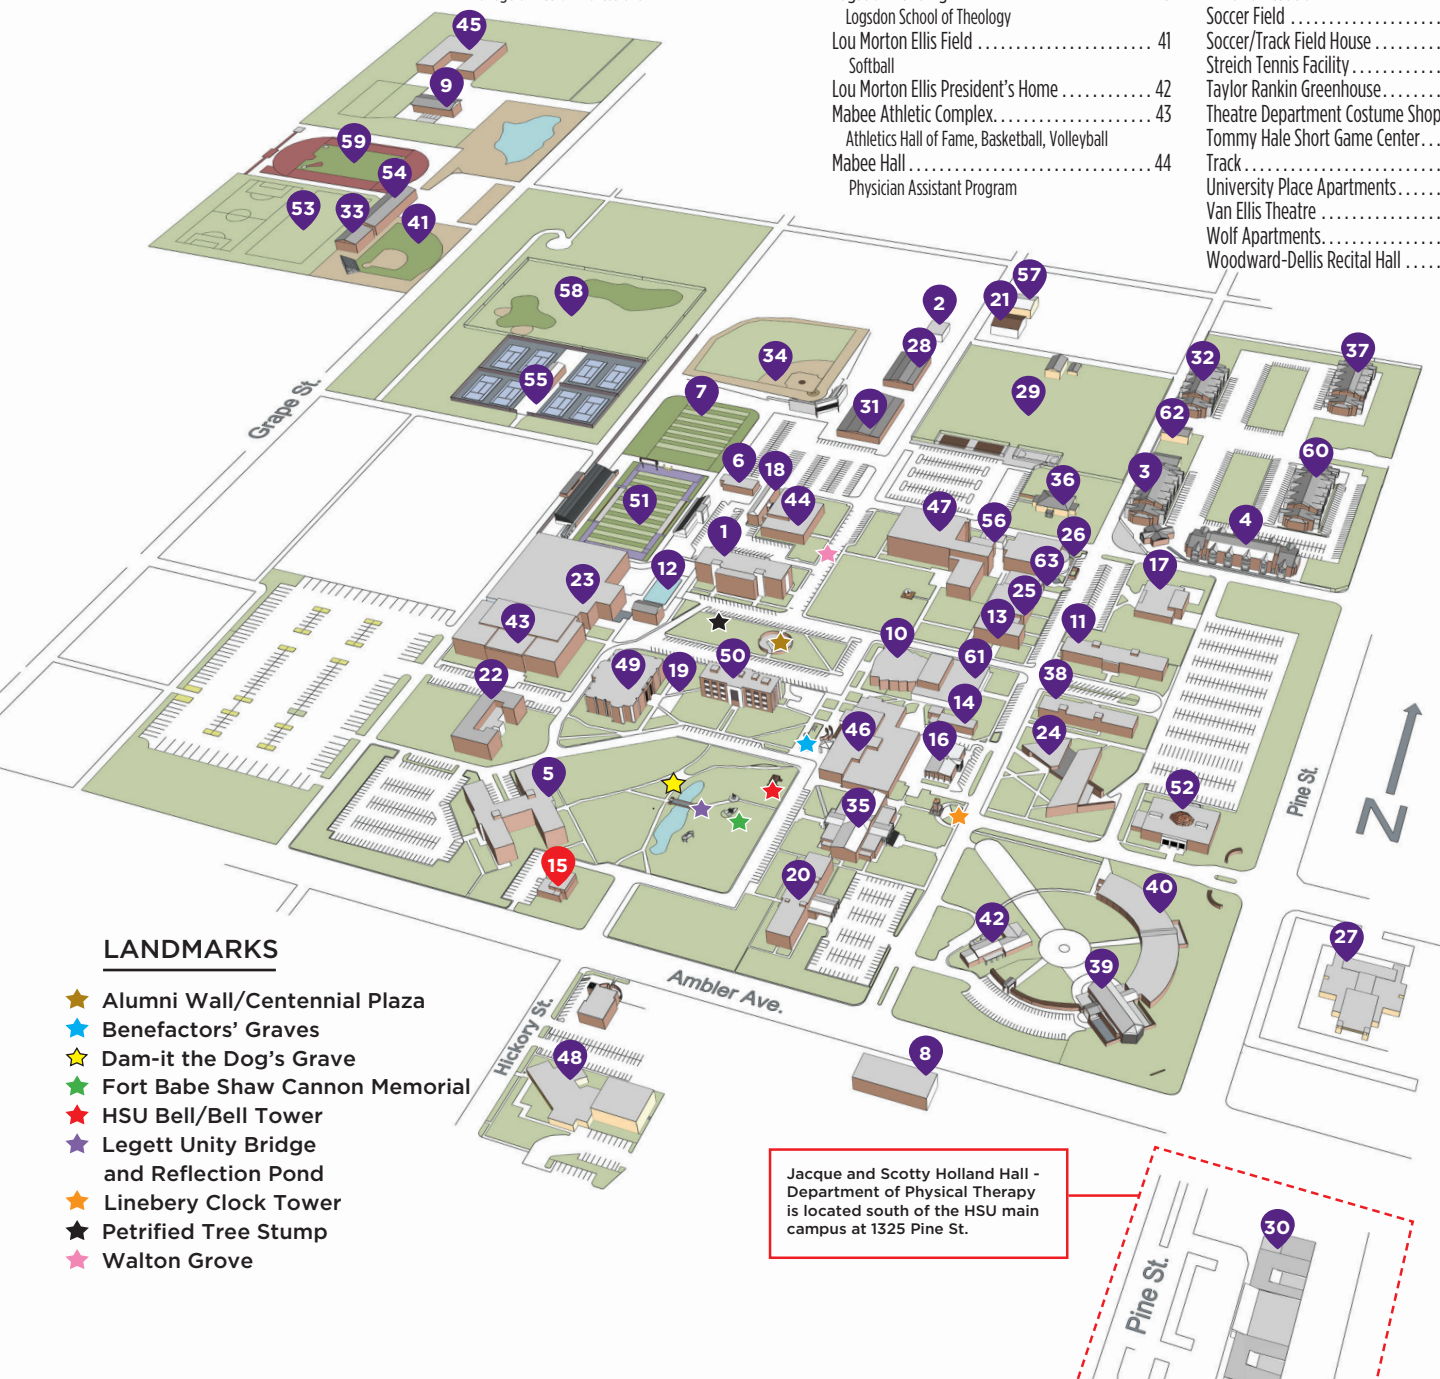 Logsdon School of Theology
Lou Morton Ellis Field 41
Softball
Lou Morton Ellis President's Home 42
Mabee Athletic Complex 43
Athletics Hall of Fame, Basketball, Volleyball
Mabee Hall 44
Physician Assistant Program
Soccer Field
Soccer/Track Field House
Streich Tennis Facility
Taylor Rankin Greenhouse
Theatre Department Costume Shop
Tommy Hale Short Game Center
Track
University Place Apartments
Van Ellis Theatre
Wolf Apartments
Woodward-Dellis Recital Hall
45
9
59
54
53
33
41
58
55
57
2
21
28
34
7
31
29
32
37
62
6
18
3
60
36
51
44
47
56
4
1
26
12
63
17
23
25
43
13
11
10
49
19
50
61
22
38
14
46
16
24
5
52
35
15
20
40
42
27
39
48
8
30
Grape St.
Pine St.
N
Ambler Ave.
Hickory St.
LANDMARKS
Alumni Wall/Centennial Plaza
Benefactors' Graves
Dam-it the Dog's Grave
Fort Babe Shaw Cannon Memorial
HSU Bell/Bell Tower
Legett Unity Bridge
and Reflection Pond
Linebery Clock Tower
Petrified Tree Stump
Walton Grove
Jacque and Scotty Holland Hall -
Department of Physical Therapy
is located south of the HSU main
campus at 1325 Pine St.
Pine St.